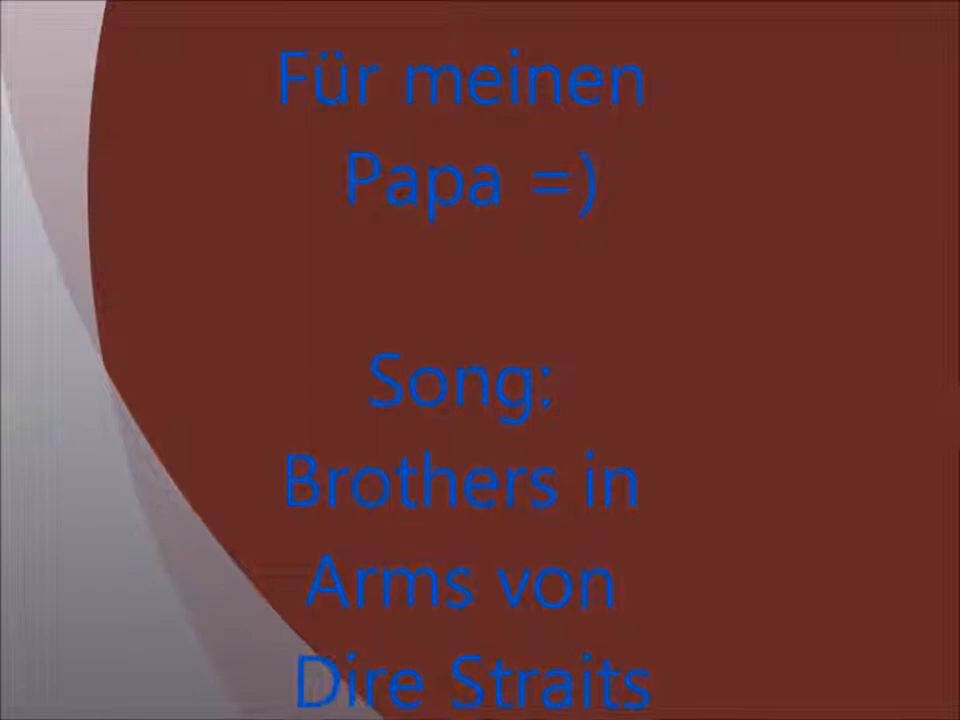 Für meinen
Papa =)
Song:
Brothers in
Arms von
Dire Straits